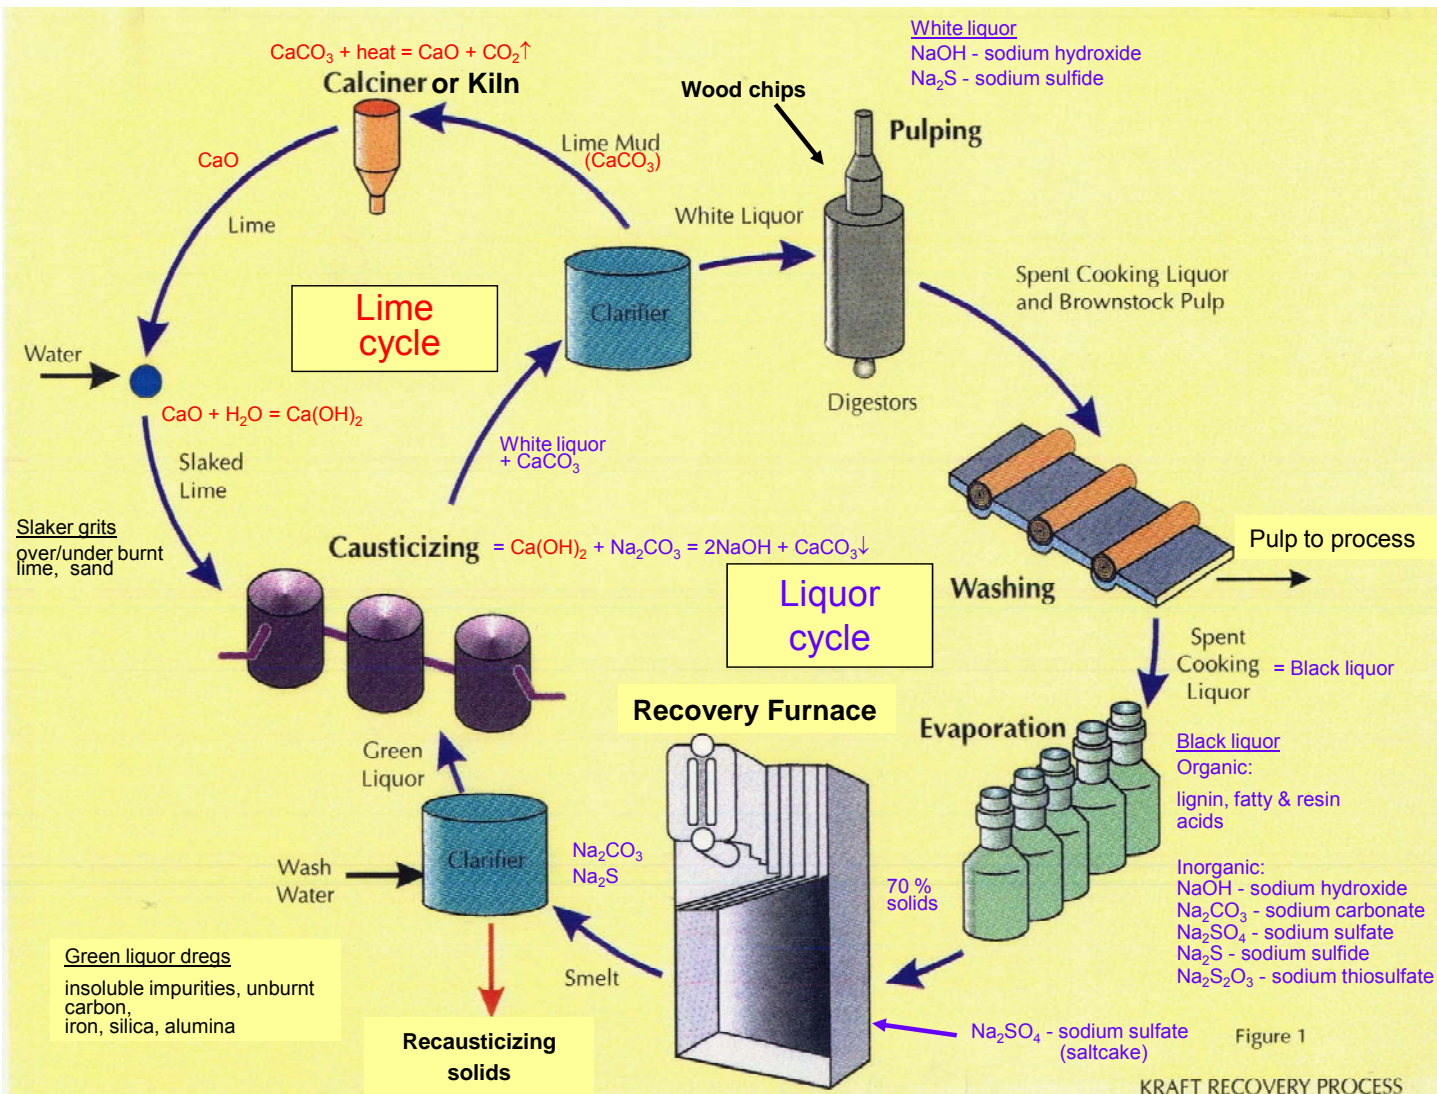 White liquor
NaOH - sodium hydroxide
Na₂S - sodium sulfide
CaCO₃ + heat = CaO + CO₂↑
Calciner or Kiln
Wood chips
Pulping
Lime Mud
(CaCO₃)
CaO
Lime
White Liquor
Clarifier
Spent Cooking Liquor
and Brownstock Pulp
Lime
cycle
Water
Digestors
CaO + H₂O = Ca(OH)₂
White liquor
+ CaCO₃
Slaked
Lime
Slaker grits
over/under burnt
lime, sand
Causticizing = Ca(OH)₂ + Na₂CO₃ = 2NaOH + CaCO₃↓
Pulp to process
Liquor
cycle
Washing
Spent
Cooking
Liquor
= Black liquor
Recovery Furnace
Evaporation
Green
Liquor
Black liquor
Organic:
lignin, fatty & resin
acids
Clarifier
Na₂CO₃
Na₂S
Wash
Water
70 %
solids
Inorganic:
NaOH - sodium hydroxide
Na₂CO₃ - sodium carbonate
Na₂SO₄ - sodium sulfate
Na₂S - sodium sulfide
Na₂S₂O₃ - sodium thiosulfate
Green liquor dregs
insoluble impurities, unburnt
carbon,
iron, silica, alumina
Smelt
Recausticizing
solids
Na₂SO₄ - sodium sulfate
(saltcake)
Figure 1
KRAFT RECOVERY PROCESS